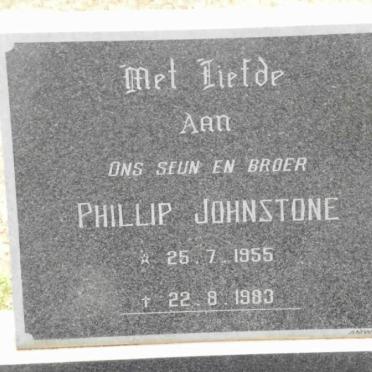 Met Liefde
Aan
ONS SEUN EN BROER
PHILLIP JOHNSTONE
☆ 25.7.1955
† 22.8.1983